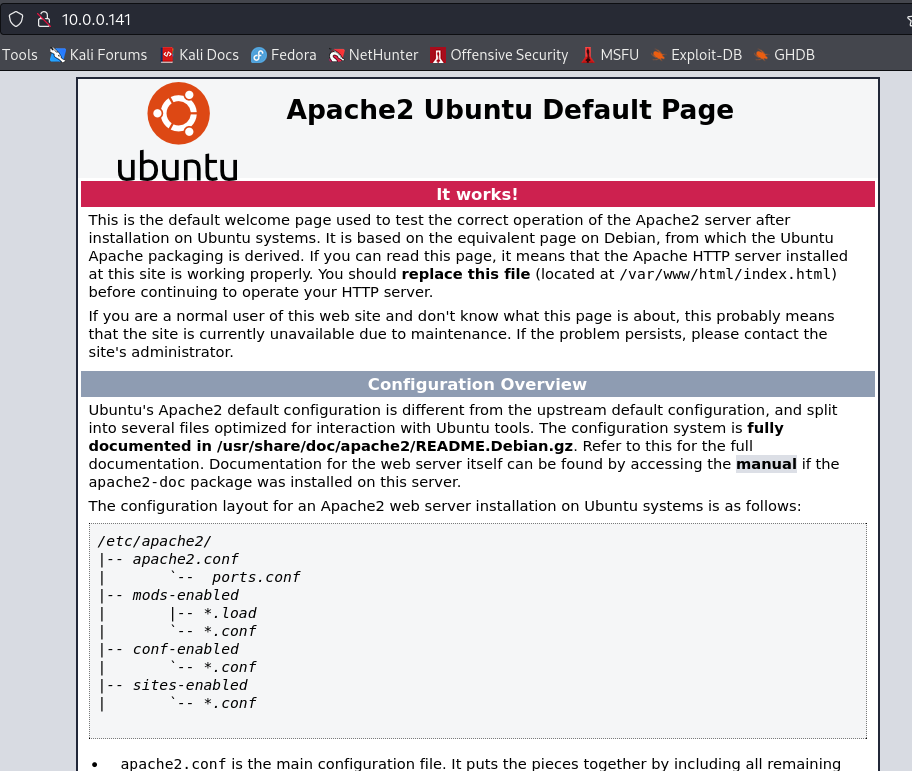 10.0.0.141
Tools Kali Forums Kali Docs Fedora NetHunter Offensive Security MSFU Exploit-DB GHDB
ubuntu
Apache2 Ubuntu Default Page
It works!
This is the default welcome page used to test the correct operation of the Apache2 server after
installation on Ubuntu systems. It is based on the equivalent page on Debian, from which the Ubuntu
Apache packaging is derived. If you can read this page, it means that the Apache HTTP server installed
at this site is working properly. You should replace this file (located at /var/www/html/index.html)
before continuing to operate your HTTP server.
If you are a normal user of this web site and don't know what this page is about, this probably means
that the site is currently unavailable due to maintenance. If the problem persists, please contact the
site's administrator.
Configuration Overview
Ubuntu's Apache2 default configuration is different from the upstream default configuration, and split
into several files optimized for interaction with Ubuntu tools. The configuration system is fully
documented in /usr/share/doc/apache2/README.Debian.gz. Refer to this for the full
documentation. Documentation for the web server itself can be found by accessing the manual if the
apache2-doc package was installed on this server.
The configuration layout for an Apache2 web server installation on Ubuntu systems is as follows:
/etc/apache2/
|-- apache2.conf
|       `--  ports.conf
|-- mods-enabled
|       |-- *.load
|       `-- *.conf
|-- conf-enabled
|       `-- *.conf
|-- sites-enabled
|       `-- *.conf
• apache2.conf is the main configuration file. It puts the pieces together by including all remaining